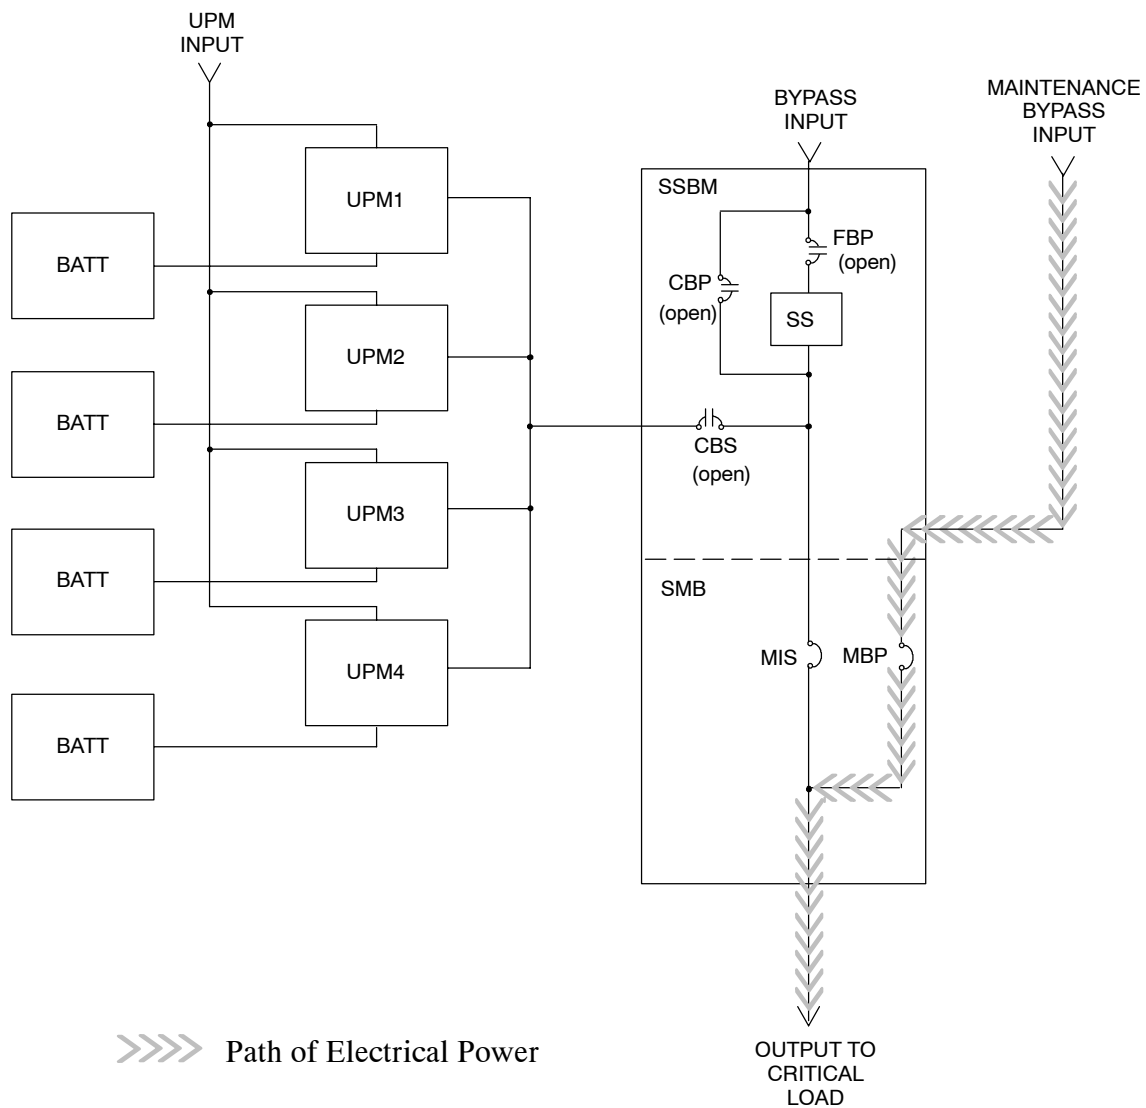 UPM
INPUT
BYPASS
INPUT
MAINTENANCE
BYPASS
INPUT
SSBM
UPM1
BATT
FBP
(open)
CBP
(open)
SS
UPM2
BATT
CBS
(open)
UPM3
BATT
SMB
UPM4
MIS
MBP
BATT
Path of Electrical Power
OUTPUT TO
CRITICAL
LOAD